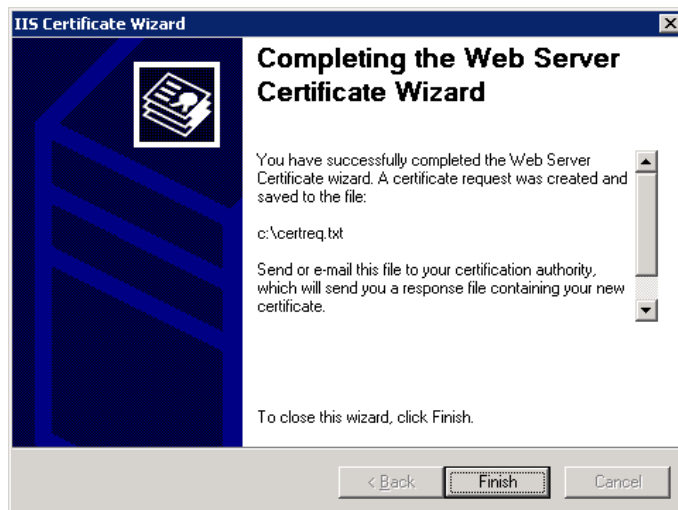 IIS Certificate Wizard
Completing the Web Server
Certificate Wizard
You have successfully completed the Web Server
Certificate wizard. A certificate request was created and
saved to the file:
c:\certreq.txt
Send or e-mail this file to your certification authority,
which will send you a response file containing your new
certificate.
To close this wizard, click Finish.
< Back
Finish
Cancel